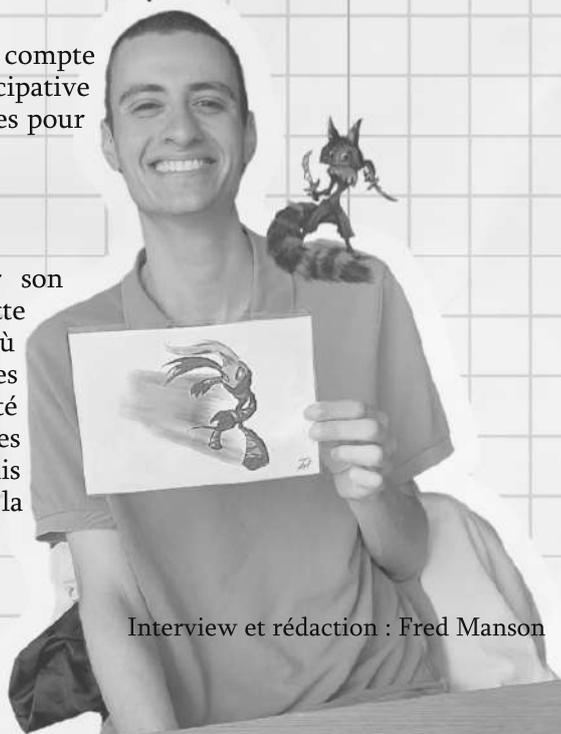 compte
cipative
es pour
son
tte
ù
es
té
es
is
la
Interview et rédaction : Fred Manson